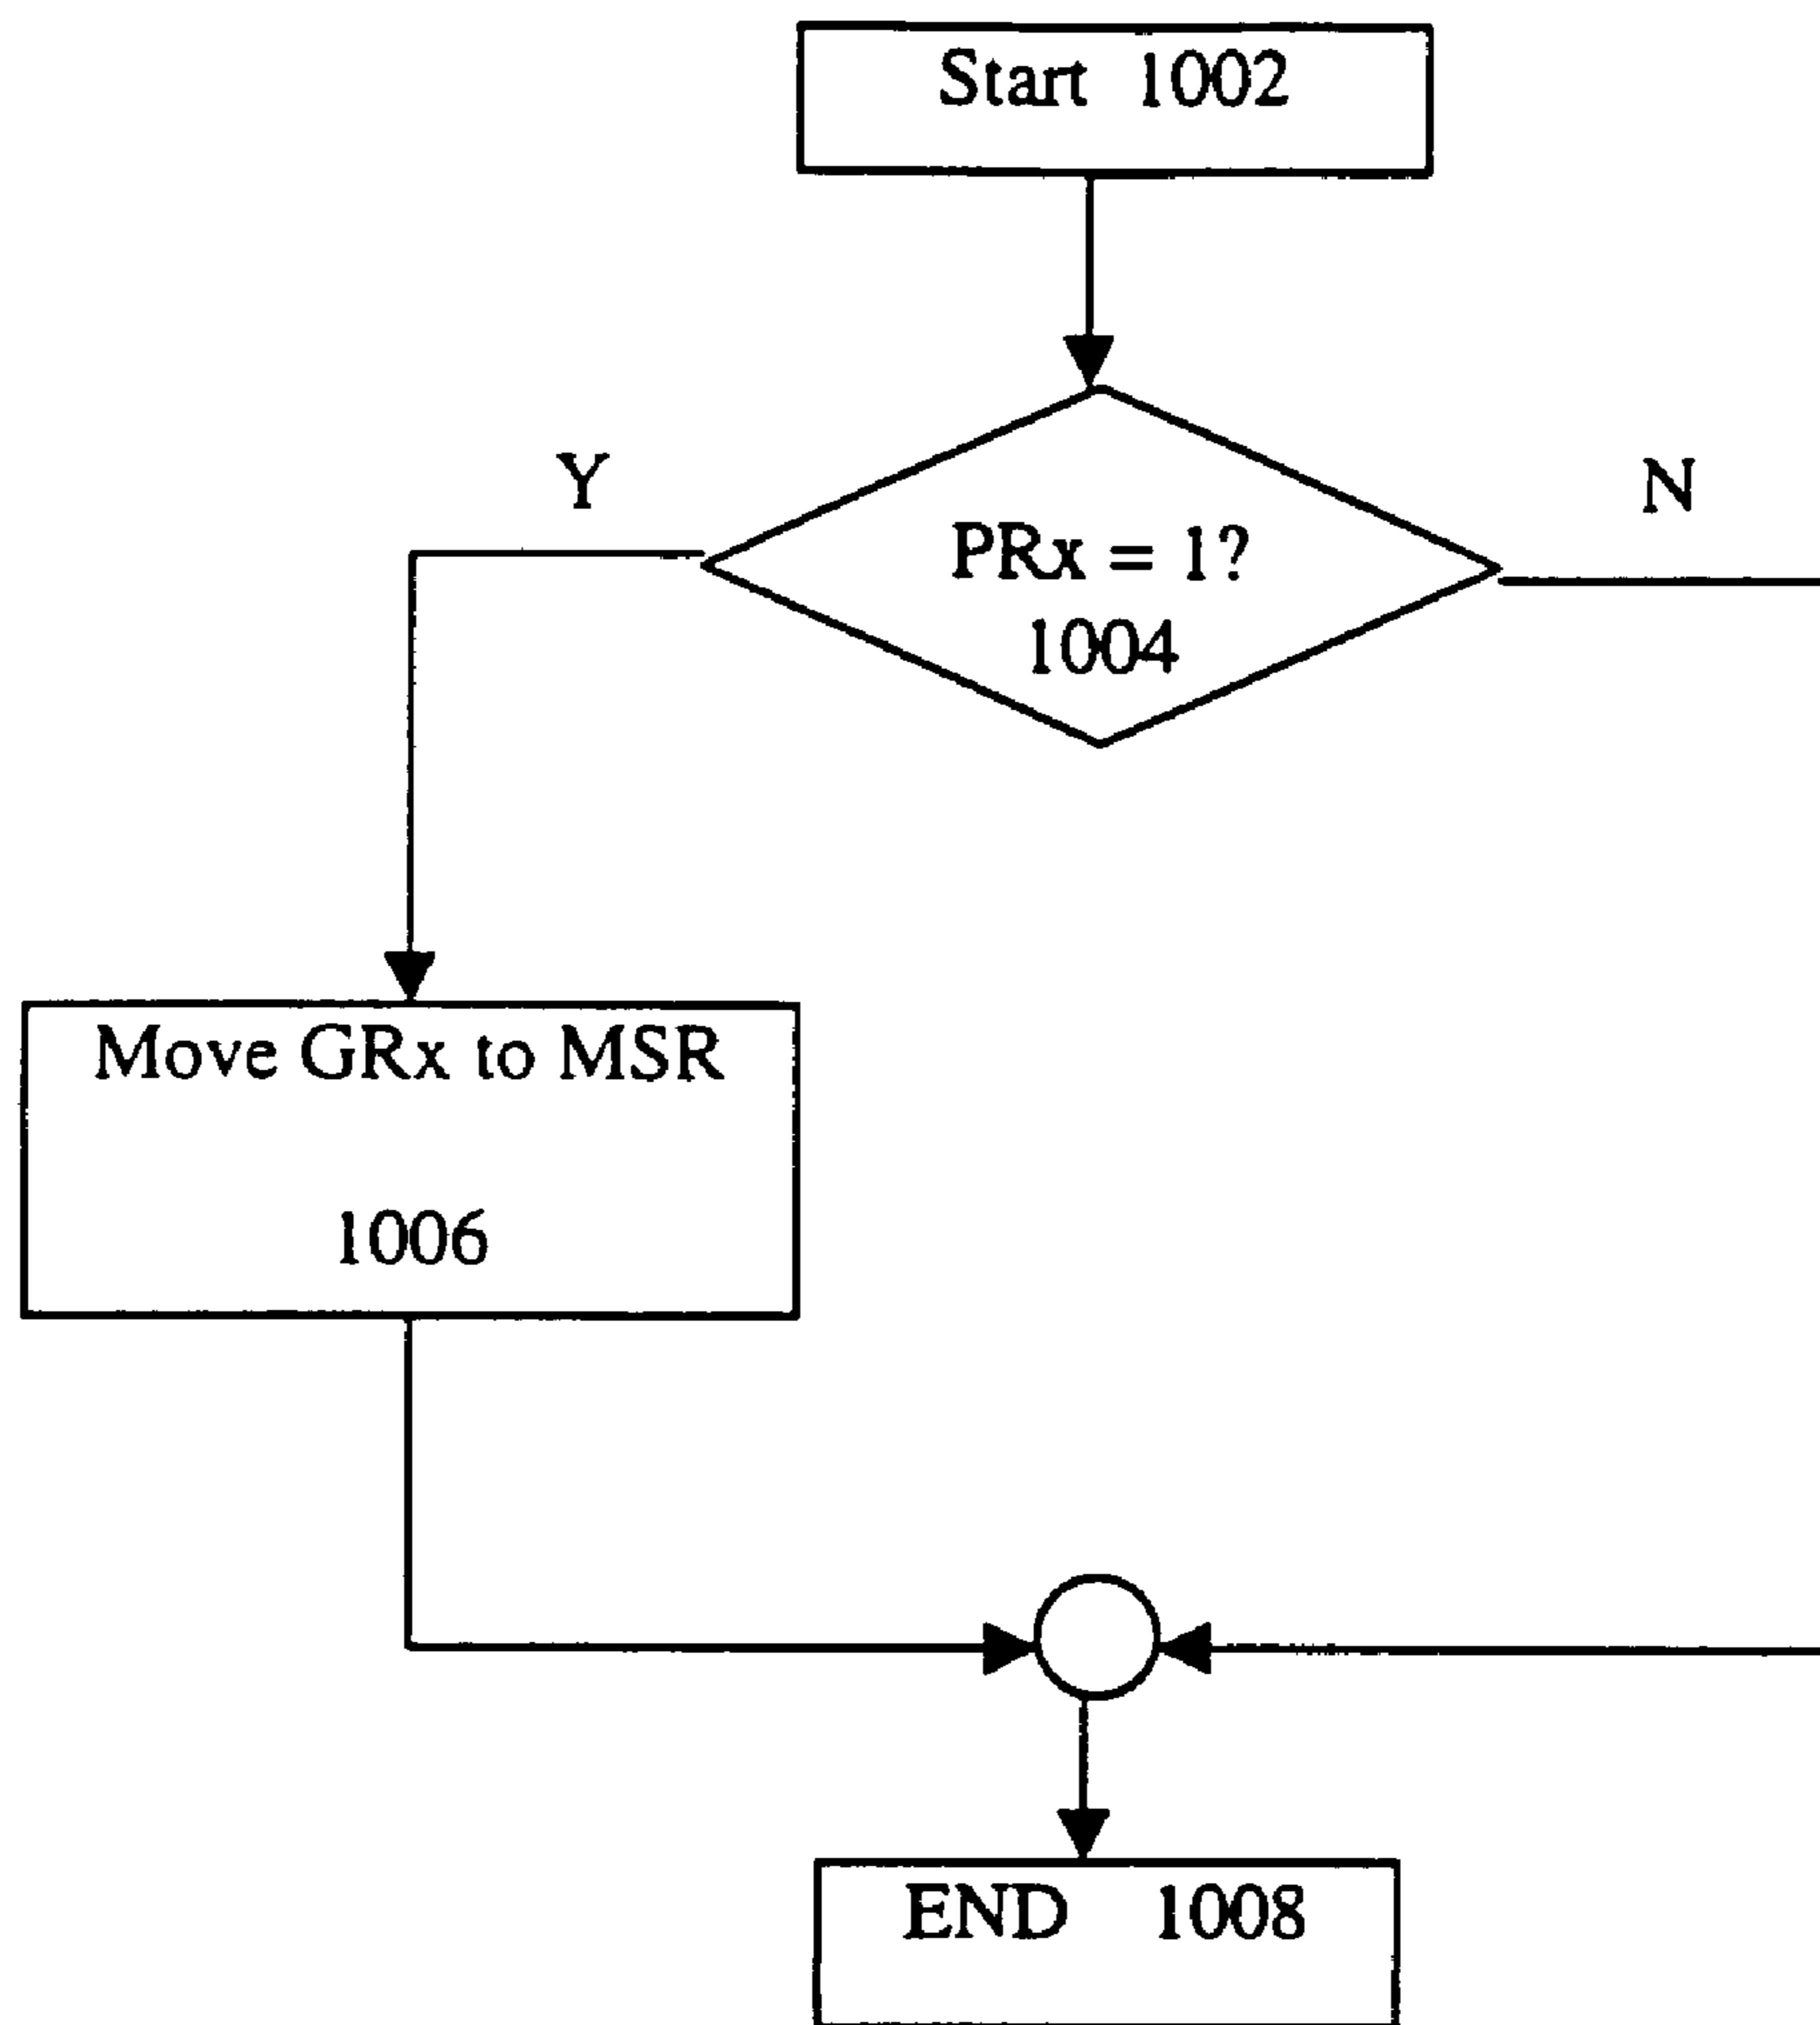 Start 1002
Y
N
PRx = 1?
1004
Move GRx to MSR
1006
END 1008